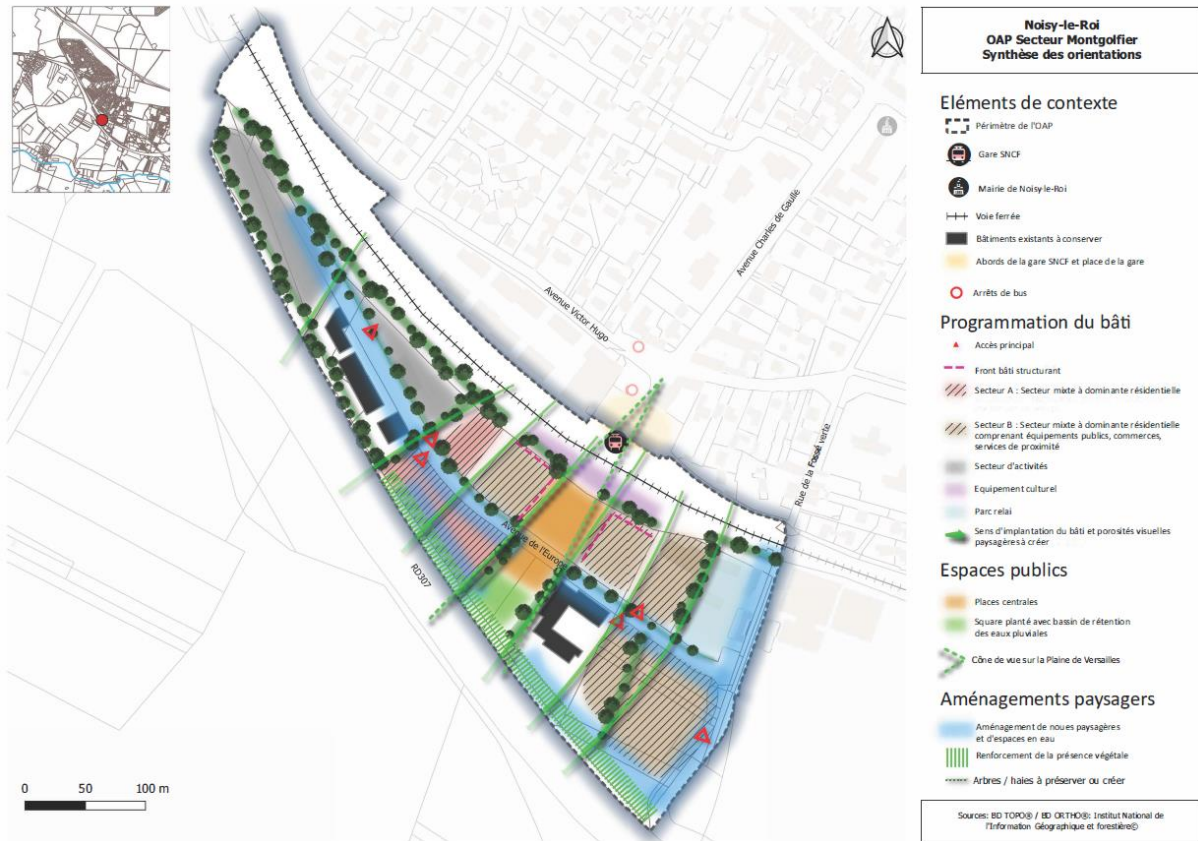 Noisy-le-Roi
OAP Secteur Montgolfier
Synthèse des orientations
Eléments de contexte
Périmètre de l'OAP
Gare SNCF
Mairie de Noisy-le-Roi
Voie ferrée
Bâtiments existants à conserver
Abords de la gare SNCF et place de la gare
Arrêts de bus
Programmation du bâti
Accès principal
Front bâti structurant
Secteur A : Secteur mixte à dominante résidentielle
Secteur B : Secteur mixte à dominante résidentielle
comprenant équipements publics, commerces,
services de proximité
Secteur d'activités
Equipement culturel
Parc relai
Sens d'implantation du bâti et porosités visuelles
paysagères à créer
Espaces publics
Places centrales
Square planté avec bassin de rétention
des eaux pluviales
Cône de vue sur la Plaine de Versailles
Aménagements paysagers
Aménagement de noues paysagères
et d'espaces en eau
Renforcement de la présence végétale
Arbres / haies à préserver ou créer
Sources: BD TOPO® / BD ORTHO®: Institut National de
l'Information Géographique et forestière©
Avenue Charles de Gaulle
Avenue Victor Hugo
Rue de la Fossé verte
Avenue de l'Europe
RD307
0 50 100 m